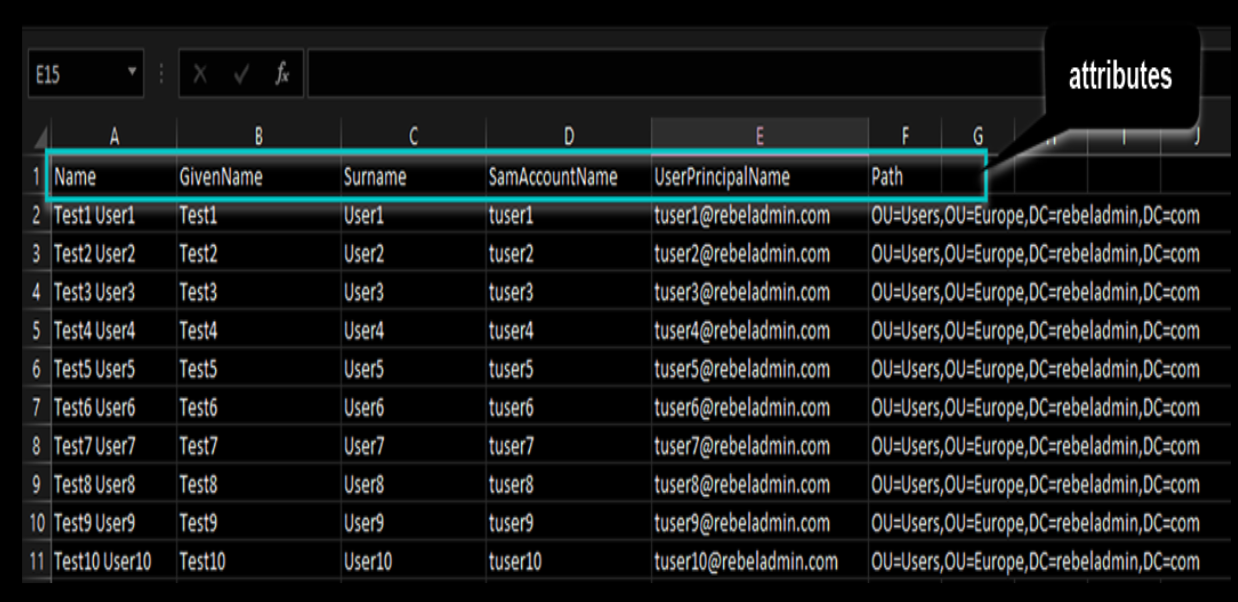 attributes
E15 fx
A B C D E F G H I J
1 Name GivenName Surname SamAccountName UserPrincipalName Path
2 Test1 User1 Test1 User1 tuser1 tuser1@rebeladmin.com OU=Users,OU=Europe,DC=rebeladmin,DC=com
3 Test2 User2 Test2 User2 tuser2 tuser2@rebeladmin.com OU=Users,OU=Europe,DC=rebeladmin,DC=com
4 Test3 User3 Test3 User3 tuser3 tuser3@rebeladmin.com OU=Users,OU=Europe,DC=rebeladmin,DC=com
5 Test4 User4 Test4 User4 tuser4 tuser4@rebeladmin.com OU=Users,OU=Europe,DC=rebeladmin,DC=com
6 Test5 User5 Test5 User5 tuser5 tuser5@rebeladmin.com OU=Users,OU=Europe,DC=rebeladmin,DC=com
7 Test6 User6 Test6 User6 tuser6 tuser6@rebeladmin.com OU=Users,OU=Europe,DC=rebeladmin,DC=com
8 Test7 User7 Test7 User7 tuser7 tuser7@rebeladmin.com OU=Users,OU=Europe,DC=rebeladmin,DC=com
9 Test8 User8 Test8 User8 tuser8 tuser8@rebeladmin.com OU=Users,OU=Europe,DC=rebeladmin,DC=com
10 Test9 User9 Test9 User9 tuser9 tuser9@rebeladmin.com OU=Users,OU=Europe,DC=rebeladmin,DC=com
11 Test10 User10 Test10 User10 tuser10 tuser10@rebeladmin.com OU=Users,OU=Europe,DC=rebeladmin,DC=com